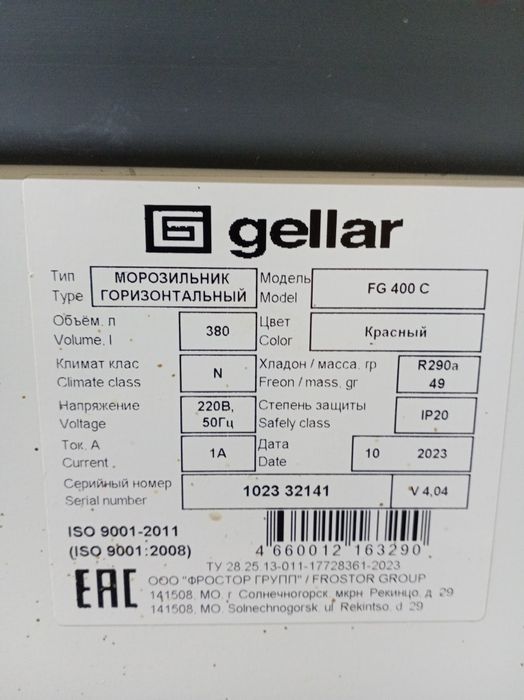 gellar
Тип МОРОЗИЛЬНИК Модель FG 400 C
Type ГОРИЗОНТАЛЬНЫЙ Model
Объём, л 380 Цвет Красный
Volume, l Color
Климат клас N Хладон / масса, гр R290a
Climate class Freon / mass, gr 49
Напряжение 220В, Степень защиты IP20
Voltage 50Гц Safely class
Ток, А 1А Дата 10 2023
Current, Date
Серийный номер 1023 32141 V 4,04
Serial number
ISO 9001-2011
(ISO 9001:2008) 4 660012 163290
ТУ 28.25.13-011-17728361-2023
EAC ООО "ФРОСТОР ГРУПП" / FROSTOR GROUP
141508, МО, г. Солнечногорск, мкрн Рекинцо, д. 29
141508, MO, Solnechnogorsk, ul. Rekintso, d. 29